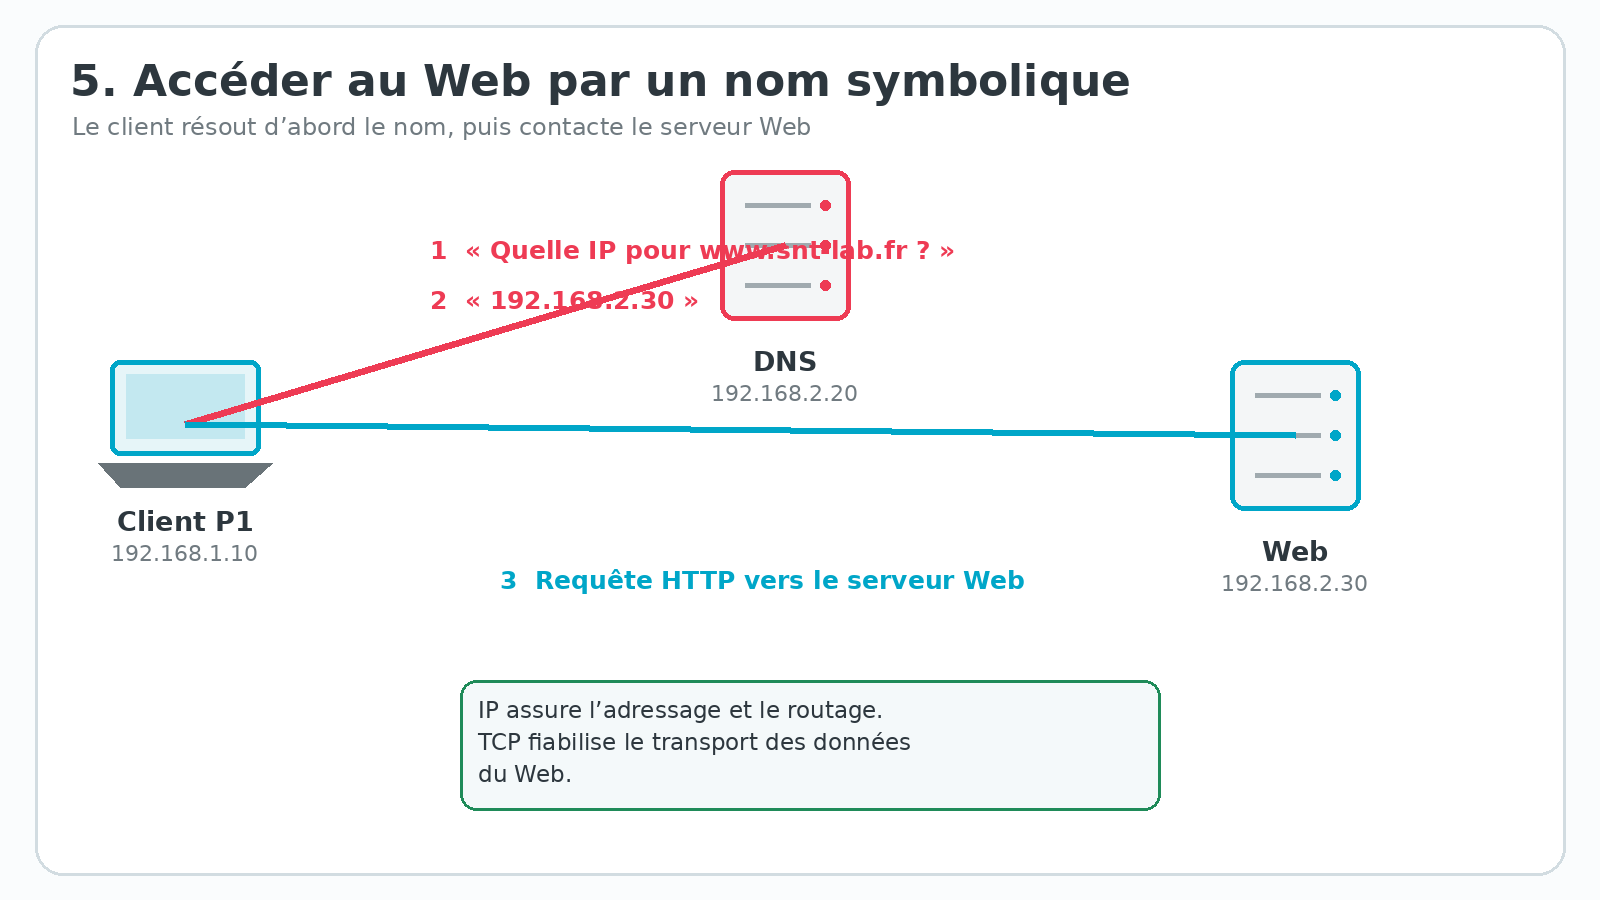 5. Accéder au Web par un nom symbolique
Le client résout d’abord le nom, puis contacte le serveur Web
1 « Quelle IP pour www.snt-lab.fr ? »
2 « 192.168.2.30 »
DNS
192.168.2.20
Client P1
192.168.1.10
Web
192.168.2.30
3 Requête HTTP vers le serveur Web
IP assure l’adressage et le routage.
TCP fiabilise le transport des données
du Web.